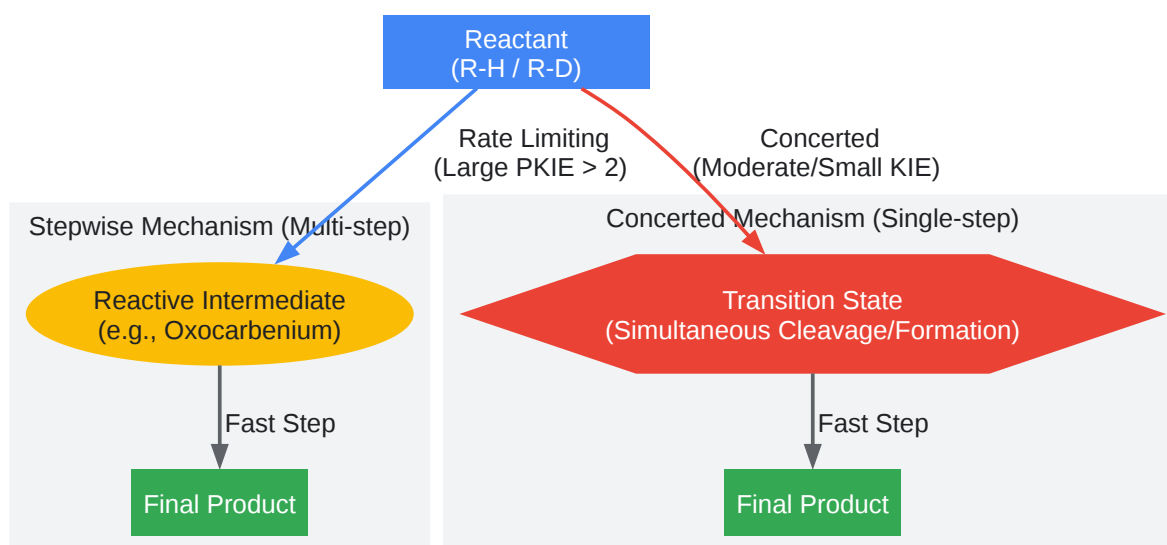 Reactant
(R-H / R-D)
Rate Limiting
(Large PKIE > 2)
Concerted
(Moderate/Small KIE)
Stepwise Mechanism (Multi-step)
Concerted Mechanism (Single-step)
Reactive Intermediate
(e.g., Oxocarbenium)
Transition State
(Simultaneous Cleavage/Formation)
Fast Step
Fast Step
Final Product
Final Product